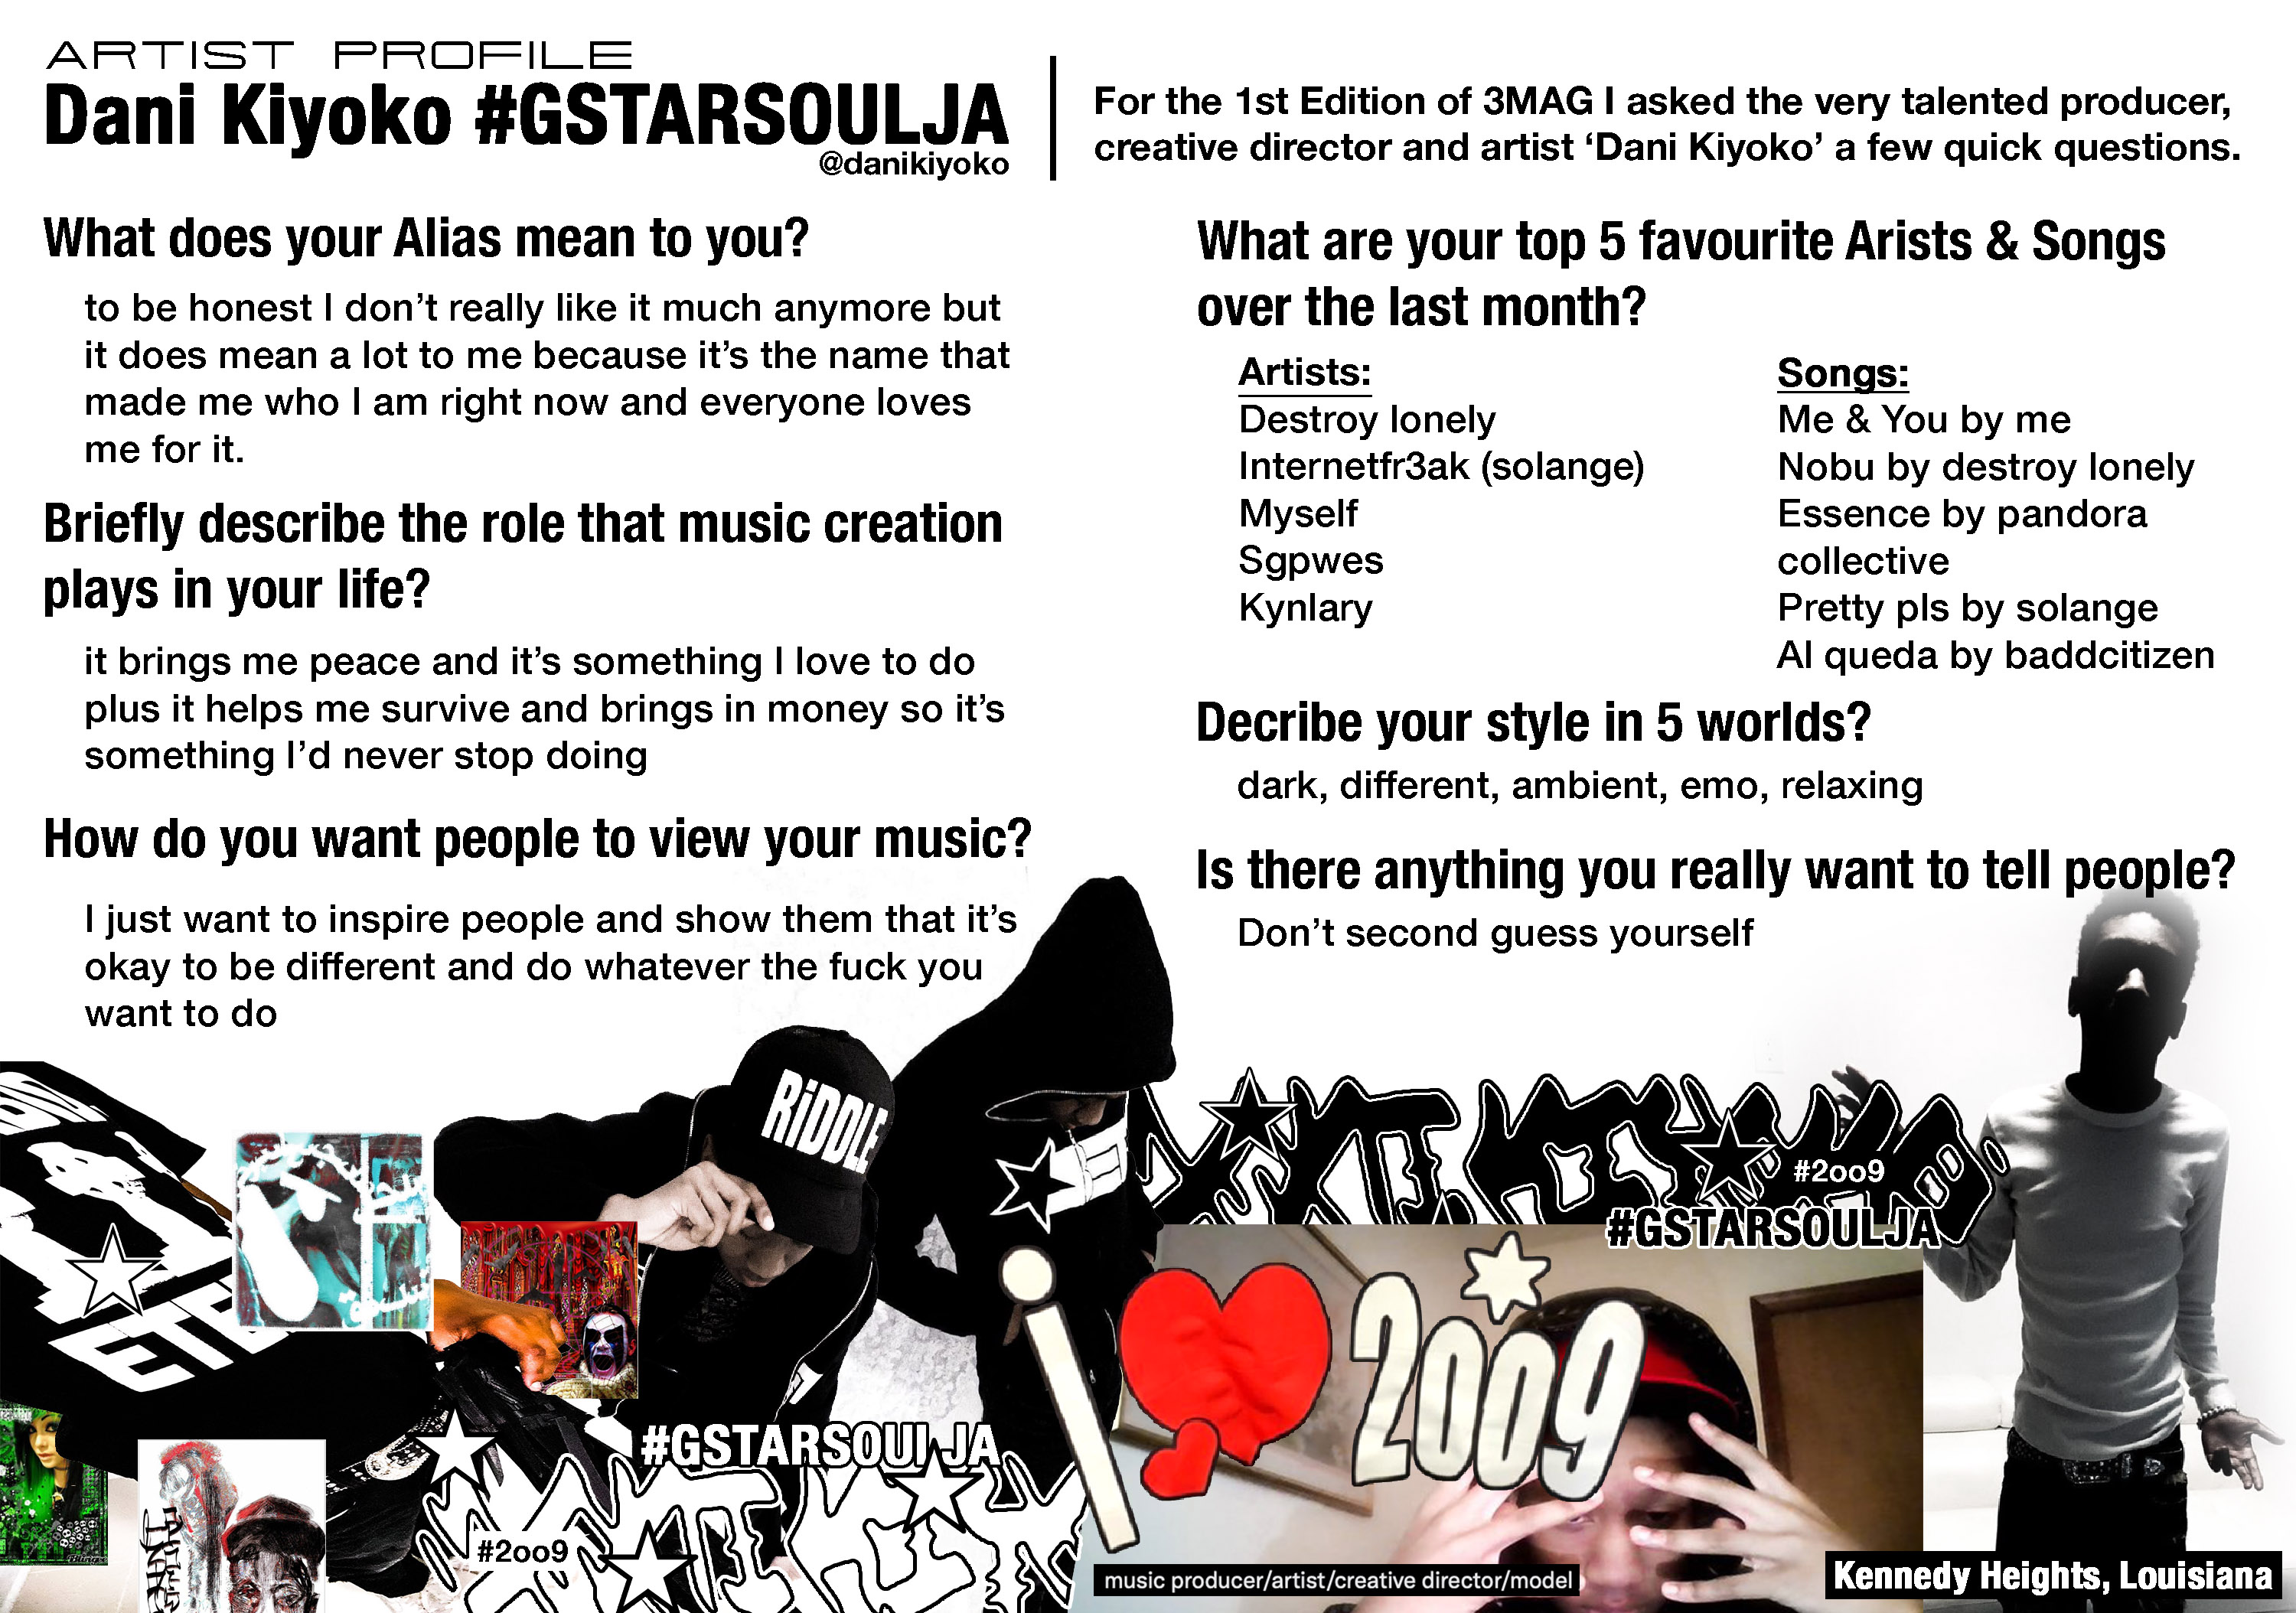 ARTIST PROFILE
Dani Kiyoko #GSTARSOULJA
@danikiyoko
For the 1st Edition of 3MAG I asked the very talented producer,
creative director and artist ‘Dani Kiyoko’ a few quick questions.
What does your Alias mean to you?
to be honest I don’t really like it much anymore but
it does mean a lot to me because it’s the name that
made me who I am right now and everyone loves
me for it.
Briefly describe the role that music creation
plays in your life?
it brings me peace and it’s something I love to do
plus it helps me survive and brings in money so it’s
something I’d never stop doing
How do you want people to view your music?
I just want to inspire people and show them that it’s
okay to be different and do whatever the fuck you
want to do
What are your top 5 favourite Arists & Songs
over the last month?
Artists:
Destroy lonely
Internetfr3ak (solange)
Myself
Sgpwes
Kynlary
Songs:
Me & You by me
Nobu by destroy lonely
Essence by pandora
collective
Pretty pls by solange
Al queda by baddcitizen
Decribe your style in 5 worlds?
dark, different, ambient, emo, relaxing
Is there anything you really want to tell people?
Don’t second guess yourself
RiDDLE
#2oo9
#GSTARSOULJA
i 2009
#GSTARSOULJA
#2oo9
music producer/artist/creative director/model
Kennedy Heights, Louisiana